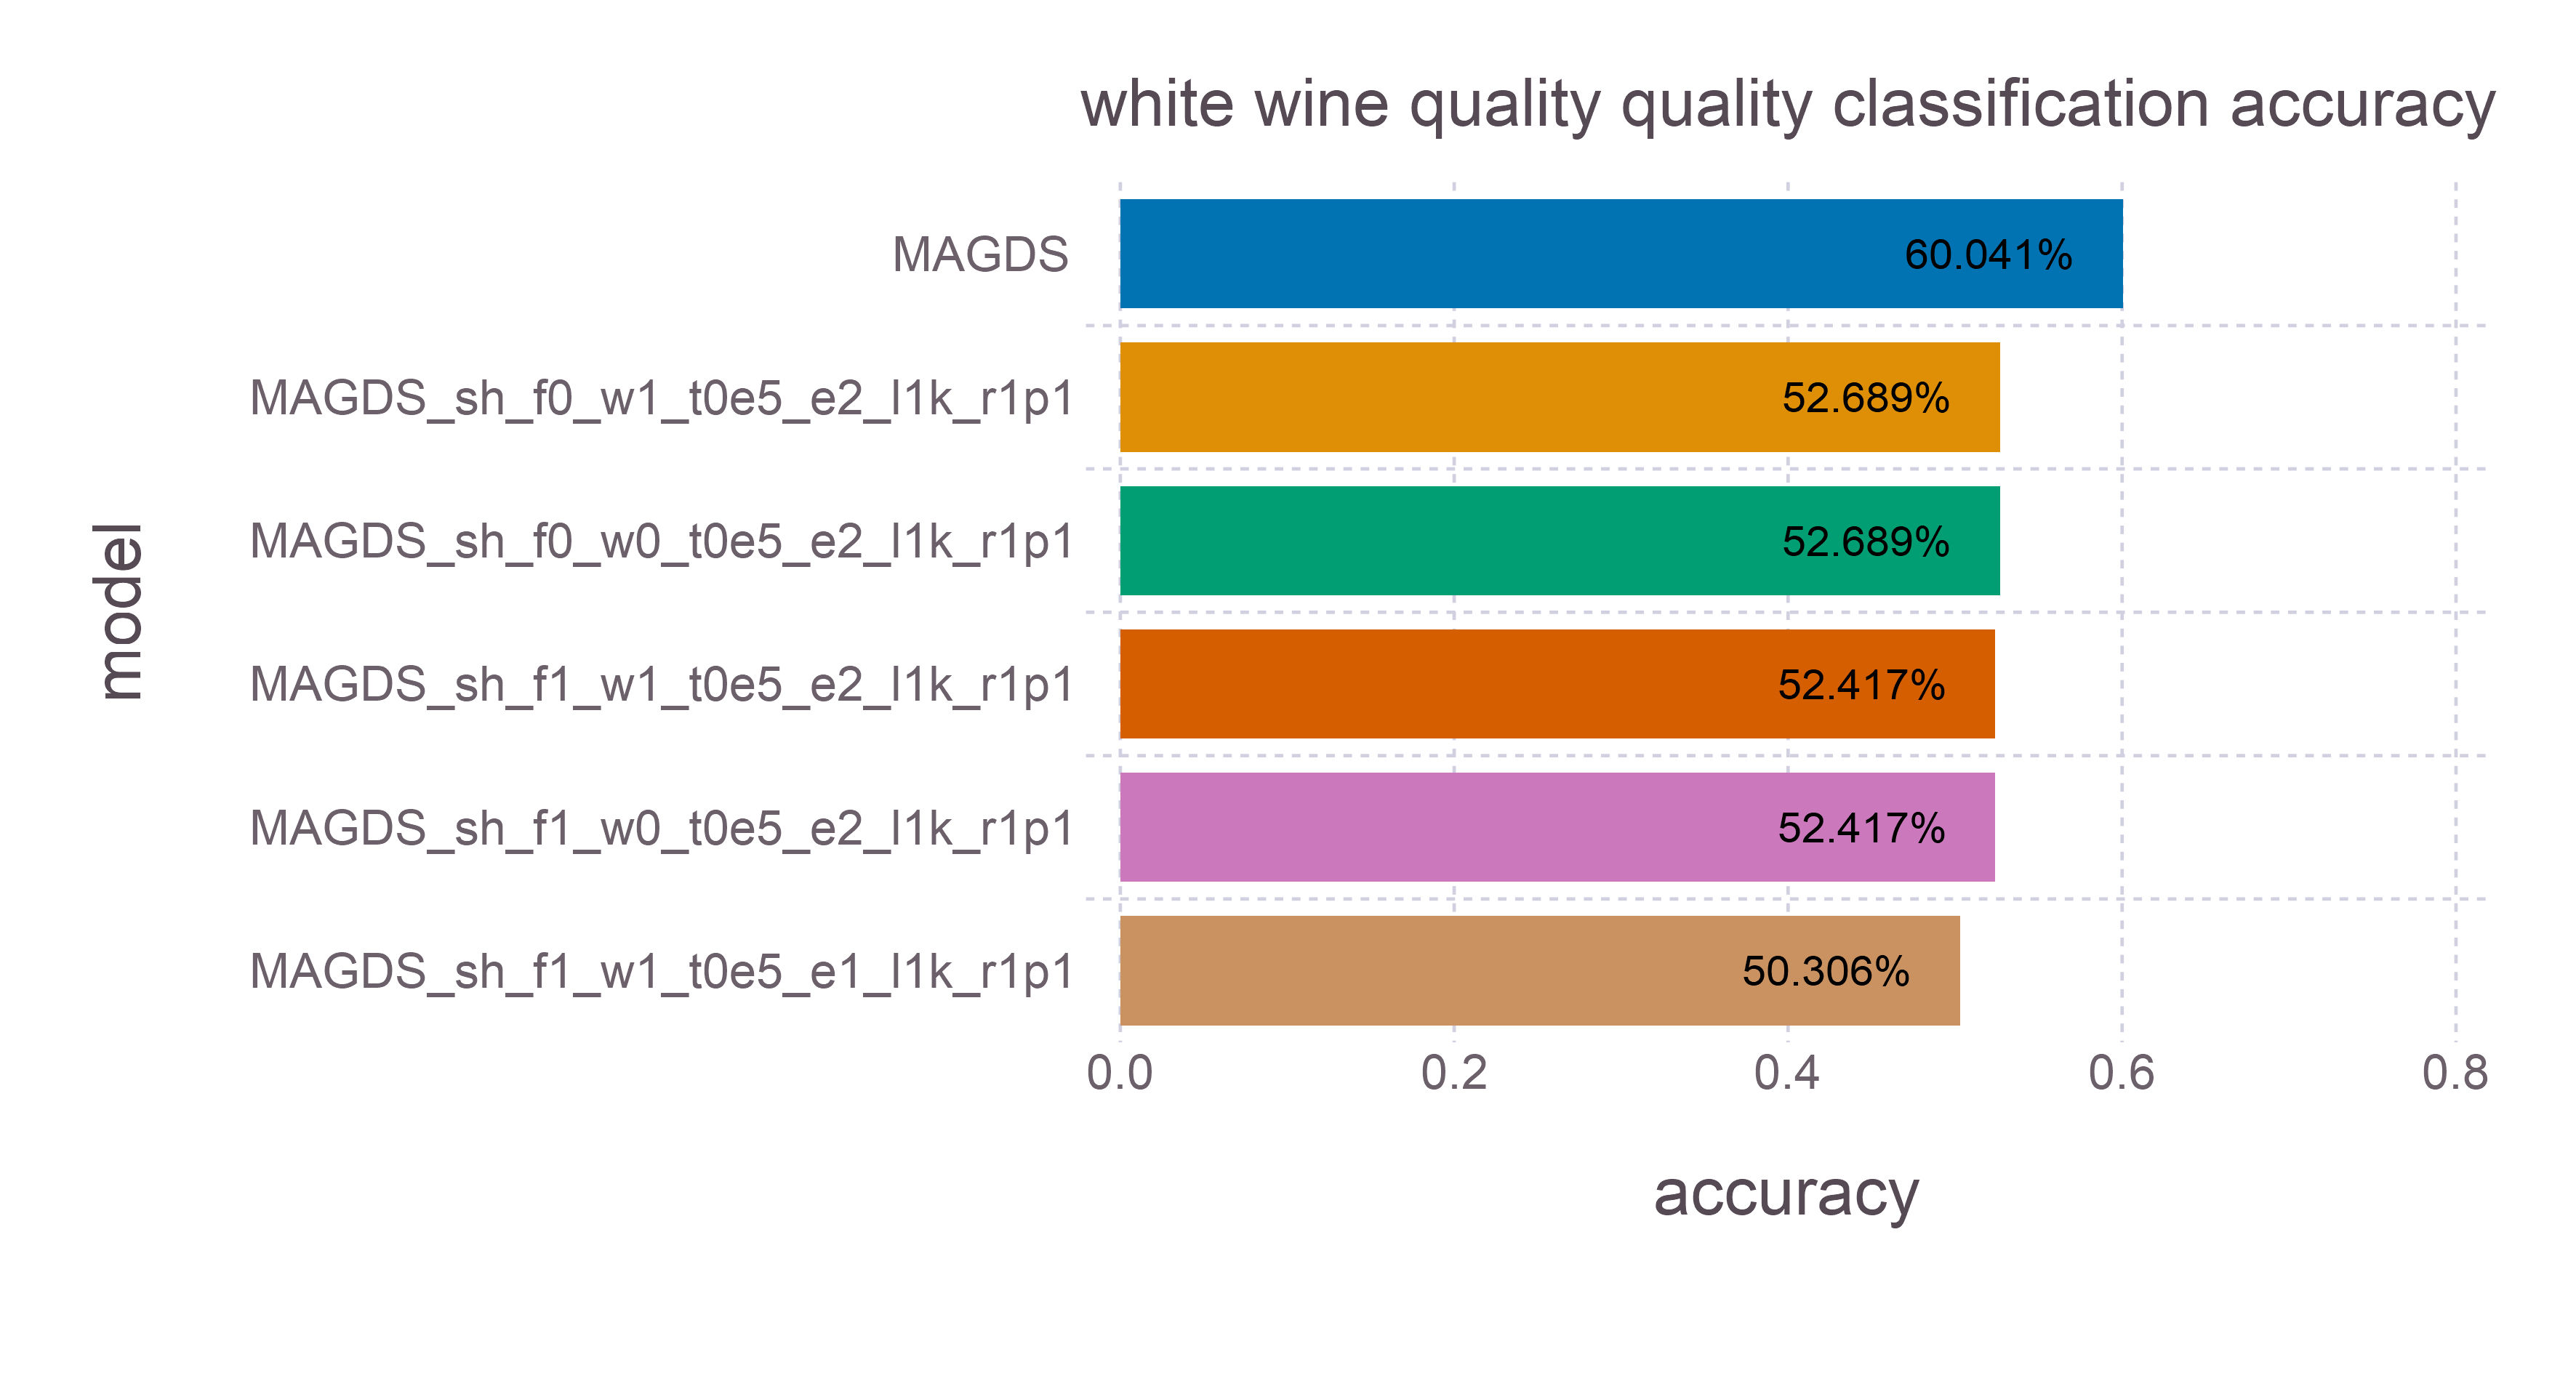 white wine quality quality classification accuracy
MAGDS
60.041%
MAGDS_sh_f0_w1_t0e5_e2_l1k_r1p1
52.689%
MAGDS_sh_f0_w0_t0e5_e2_l1k_r1p1
52.689%
MAGDS_sh_f1_w1_t0e5_e2_l1k_r1p1
52.417%
MAGDS_sh_f1_w0_t0e5_e2_l1k_r1p1
52.417%
MAGDS_sh_f1_w1_t0e5_e1_l1k_r1p1
50.306%
model
0.0 0.2 0.4 0.6 0.8
accuracy